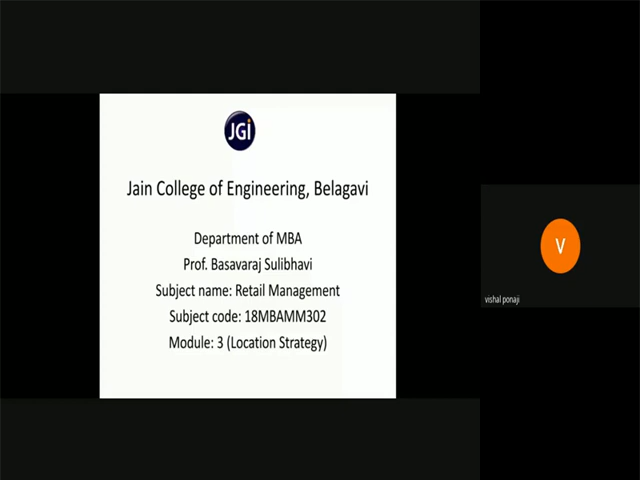 JGi
Jain College of Engineering, Belagavi
Department of MBA
Prof. Basavaraj Sulibhavi
Subject name: Retail Management
Subject code: 18MBAMM302
Module: 3 (Location Strategy)
V
vishal ponaji